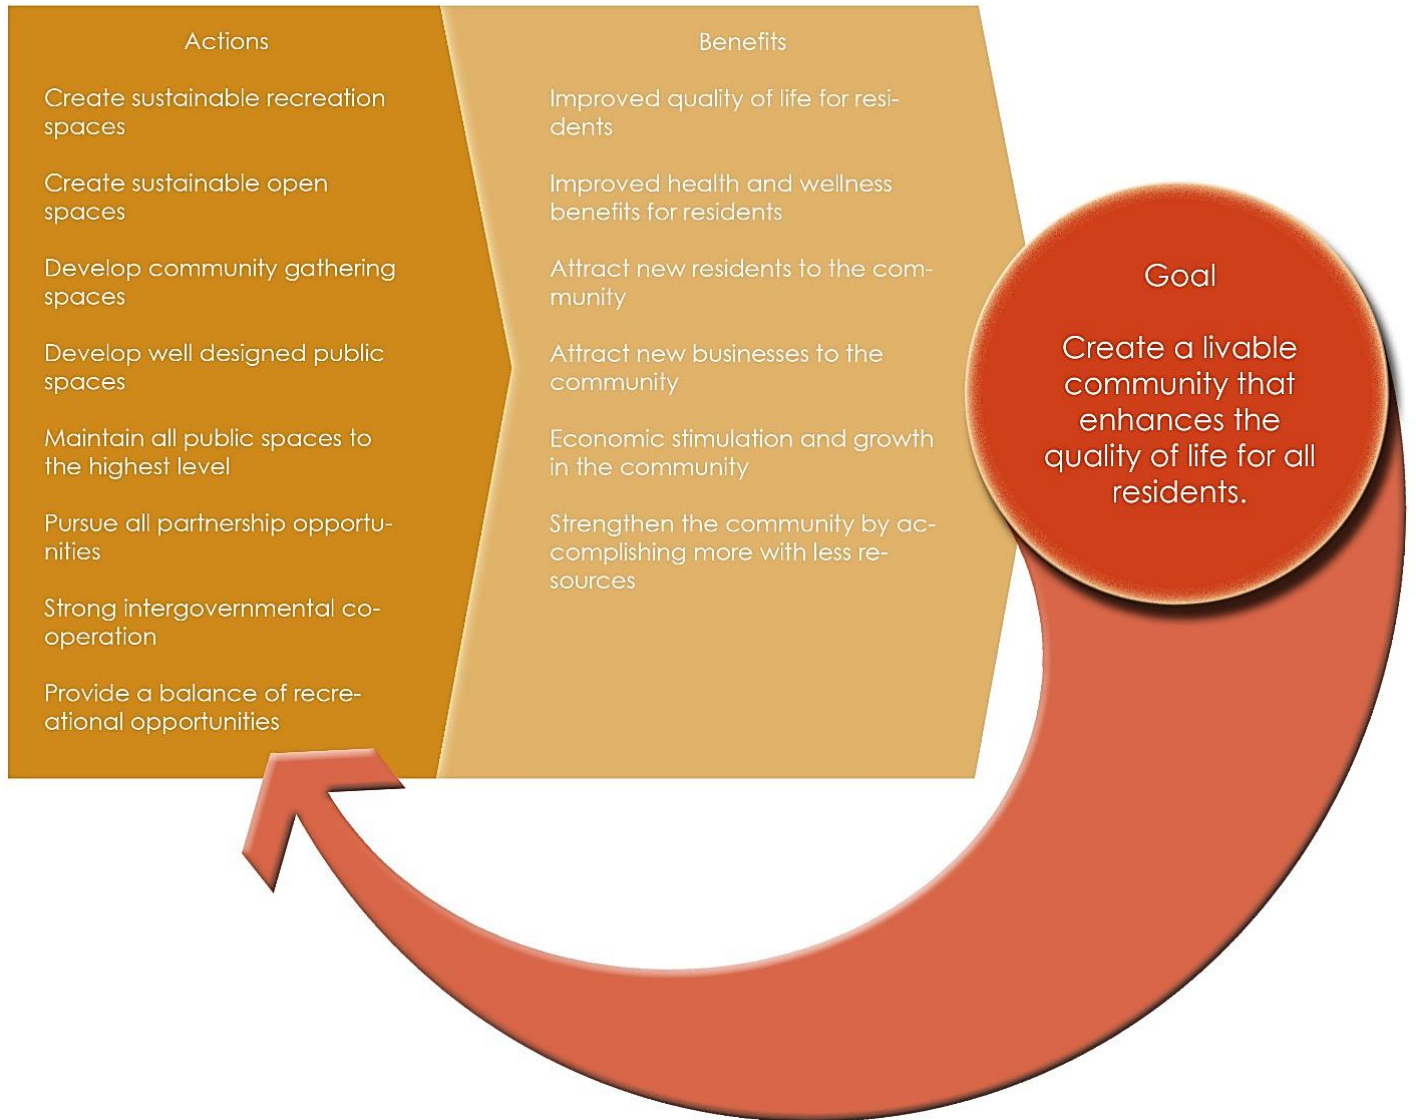 Actions
Create sustainable recreation
spaces
Create sustainable open
spaces
Develop community gathering
spaces
Develop well designed public
spaces
Maintain all public spaces to
the highest level
Pursue all partnership opportu-
nities
Strong intergovernmental co-
operation
Provide a balance of recre-
ational opportunities
Benefits
Improved quality of life for resi-
dents
Improved health and wellness
benefits for residents
Attract new residents to the com-
munity
Attract new businesses to the
community
Economic stimulation and growth
in the community
Strengthen the community by ac-
complishing more with less re-
sources
Goal
Create a livable
community that
enhances the
quality of life for all
residents.